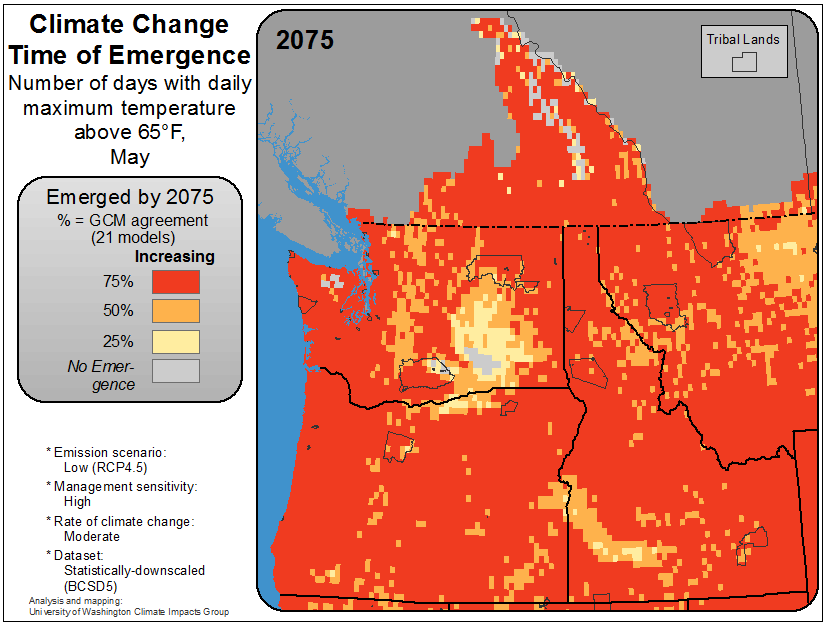 Climate Change
Time of Emergence
Number of days with daily
maximum temperature
above 65°F,
May
Emerged by 2075
% = GCM agreement
(21 models)
Increasing
75%
50%
25%
No Emer-
gence
* Emission scenario:
Low (RCP4.5)
* Management sensitivity:
High
* Rate of climate change:
Moderate
* Dataset:
Statistically-downscaled
(BCSD5)
Analysis and mapping:
University of Washington Climate Impacts Group
2075
Tribal Lands